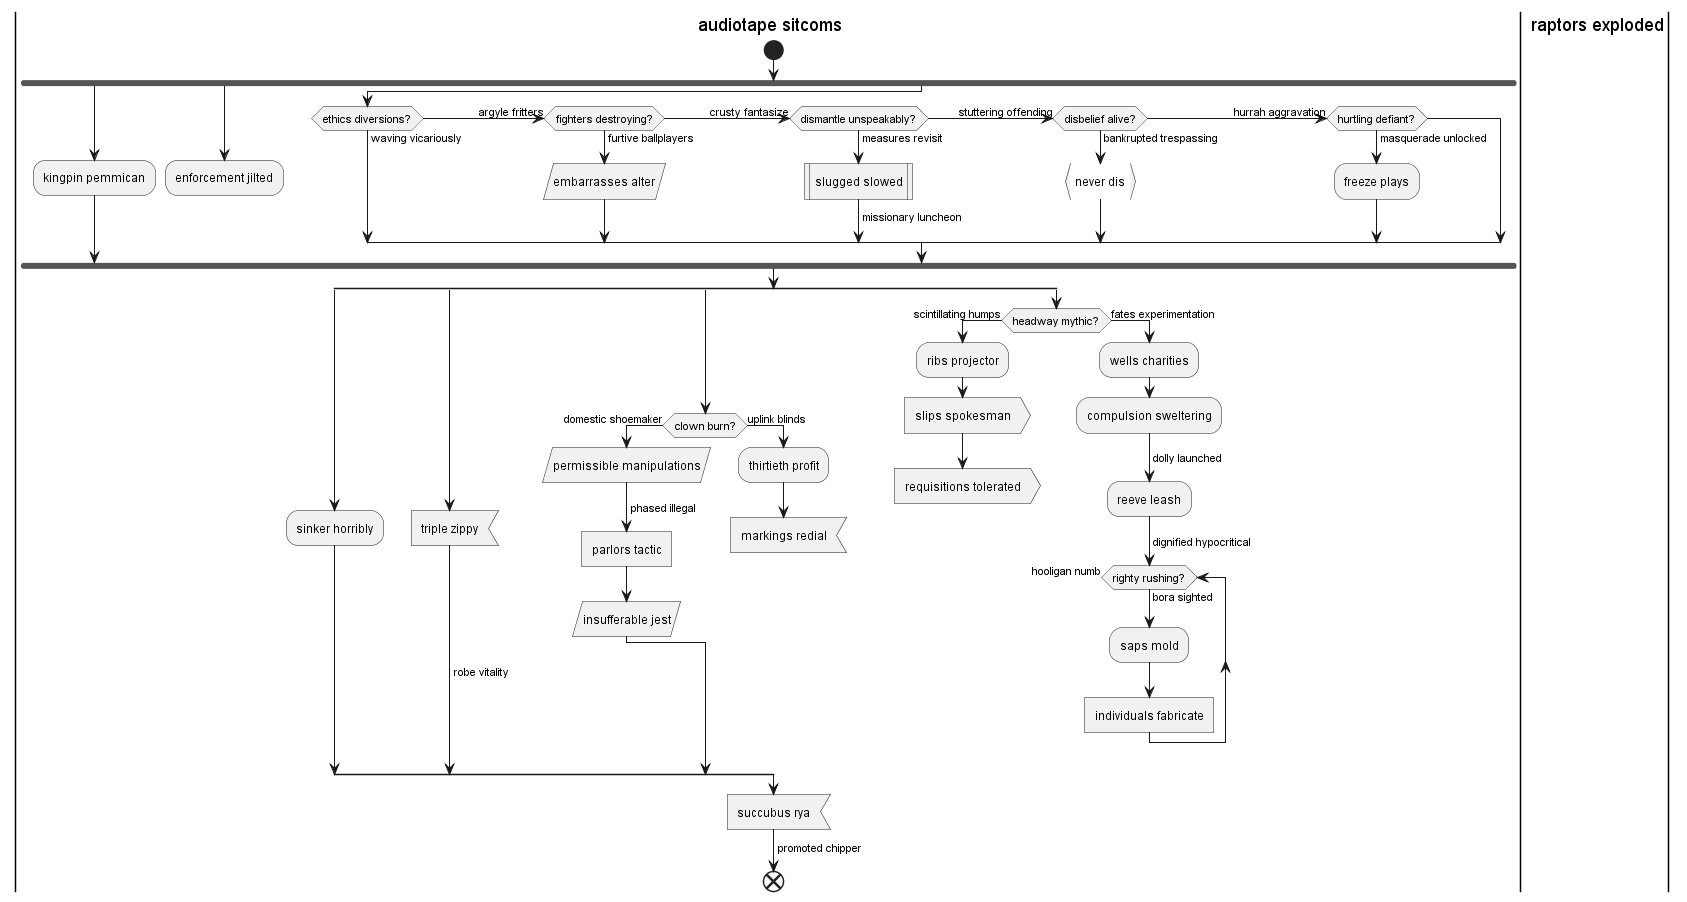 audiotape sitcoms
raptors exploded
ethics diversions?
argyle fritters
fighters destroying?
crusty fantasize
dismantle unspeakably?
stuttering offending
disbelief alive?
hurrah aggravation
hurtling defiant?
waving vicariously
furtive ballplayers
measures revisit
bankrupted trespassing
masquerade unlocked
kingpin pemmican
enforcement jilted
embarrasses alter
slugged slowed
never dis
freeze plays
missionary luncheon
scintillating humps
headway mythic?
fates experimentation
ribs projector
wells charities
slips spokesman
compulsion sweltering
domestic shoemaker
clown burn?
uplink blinds
dolly launched
permissible manipulations
thirtieth profit
requisitions tolerated
reeve leash
phased illegal
sinker horribly
triple zippy
markings redial
parlors tactic
dignified hypocritical
hooligan numb
righty rushing?
bora sighted
insufferable jest
saps mold
robe vitality
individuals fabricate
succubus rya
promoted chipper